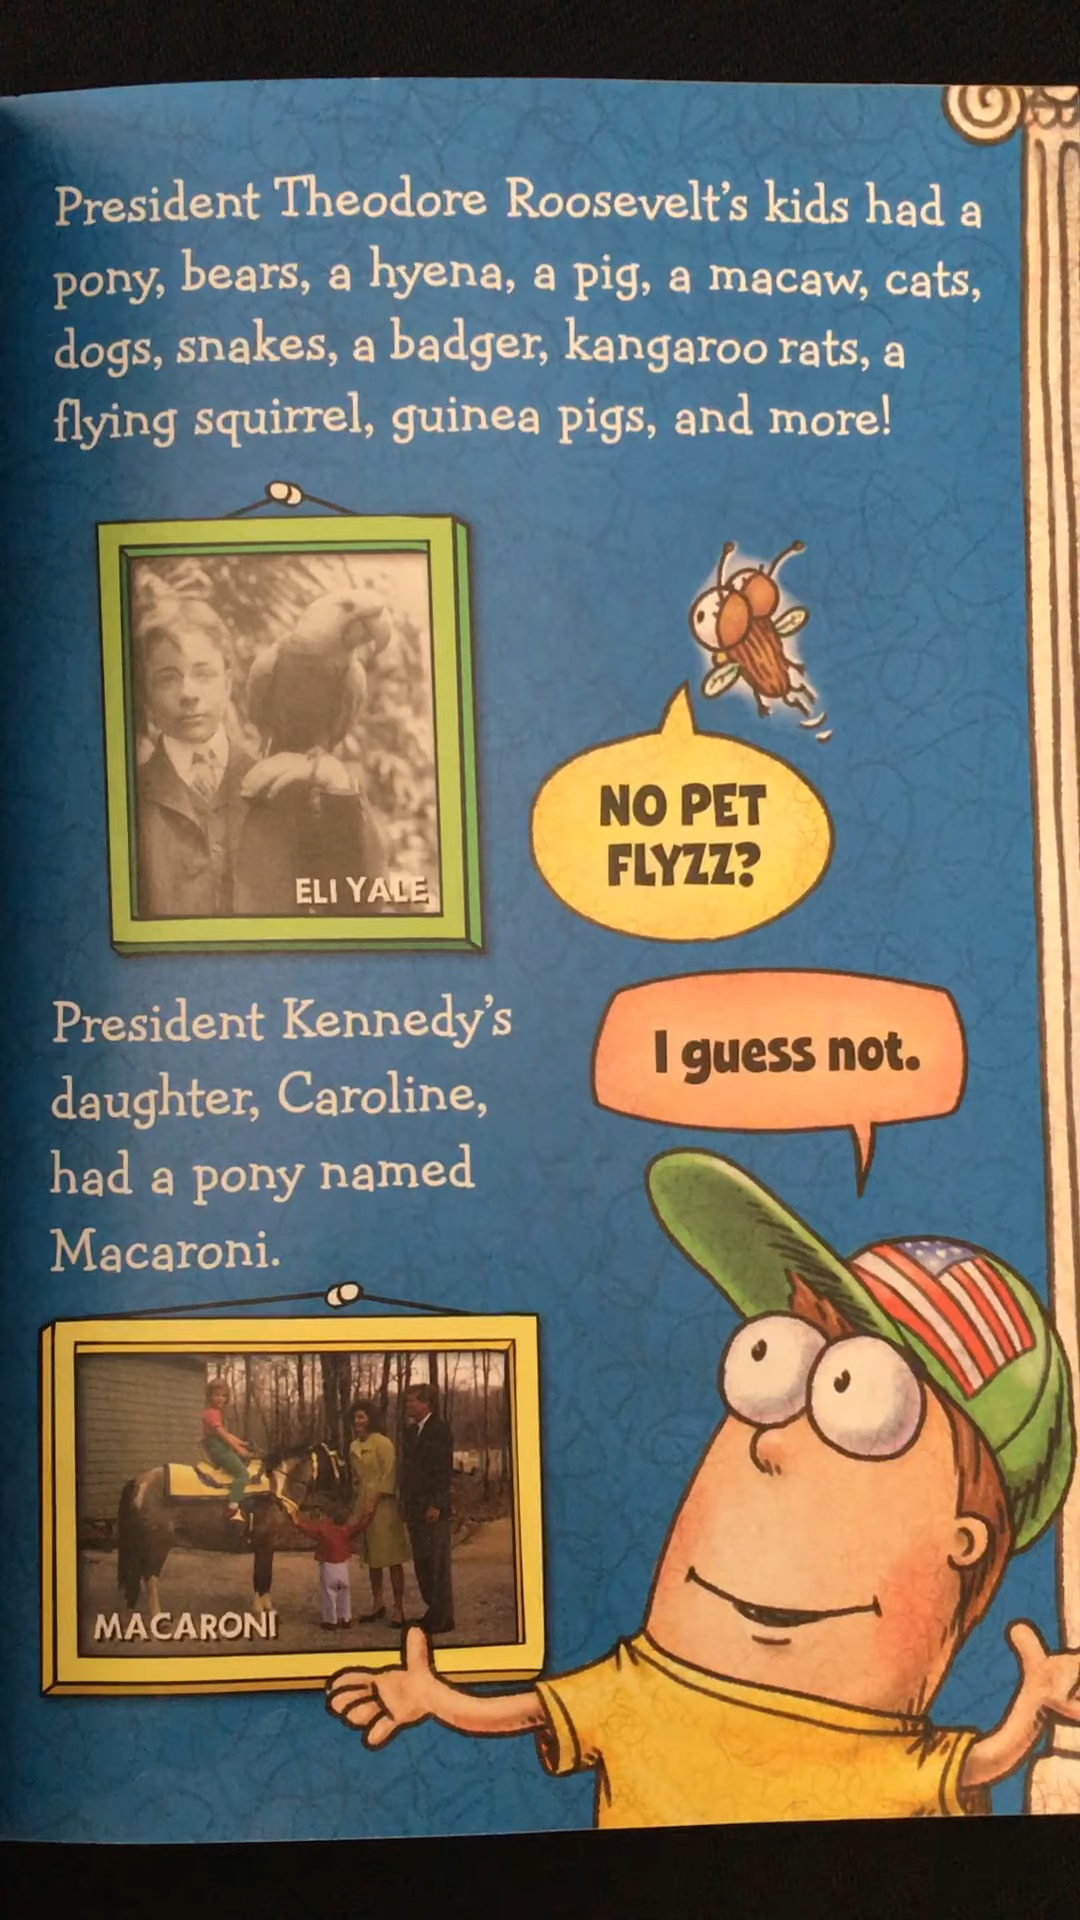 President Theodore Roosevelt's kids had a
pony, bears, a hyena, a pig, a macaw, cats,
dogs, snakes, a badger, kangaroo rats, a
flying squirrel, guinea pigs, and more!
ELI YALE
NO PET
FLYZZ?
I guess not.
President Kennedy's
daughter, Caroline,
had a pony named
Macaroni.
MACARONI